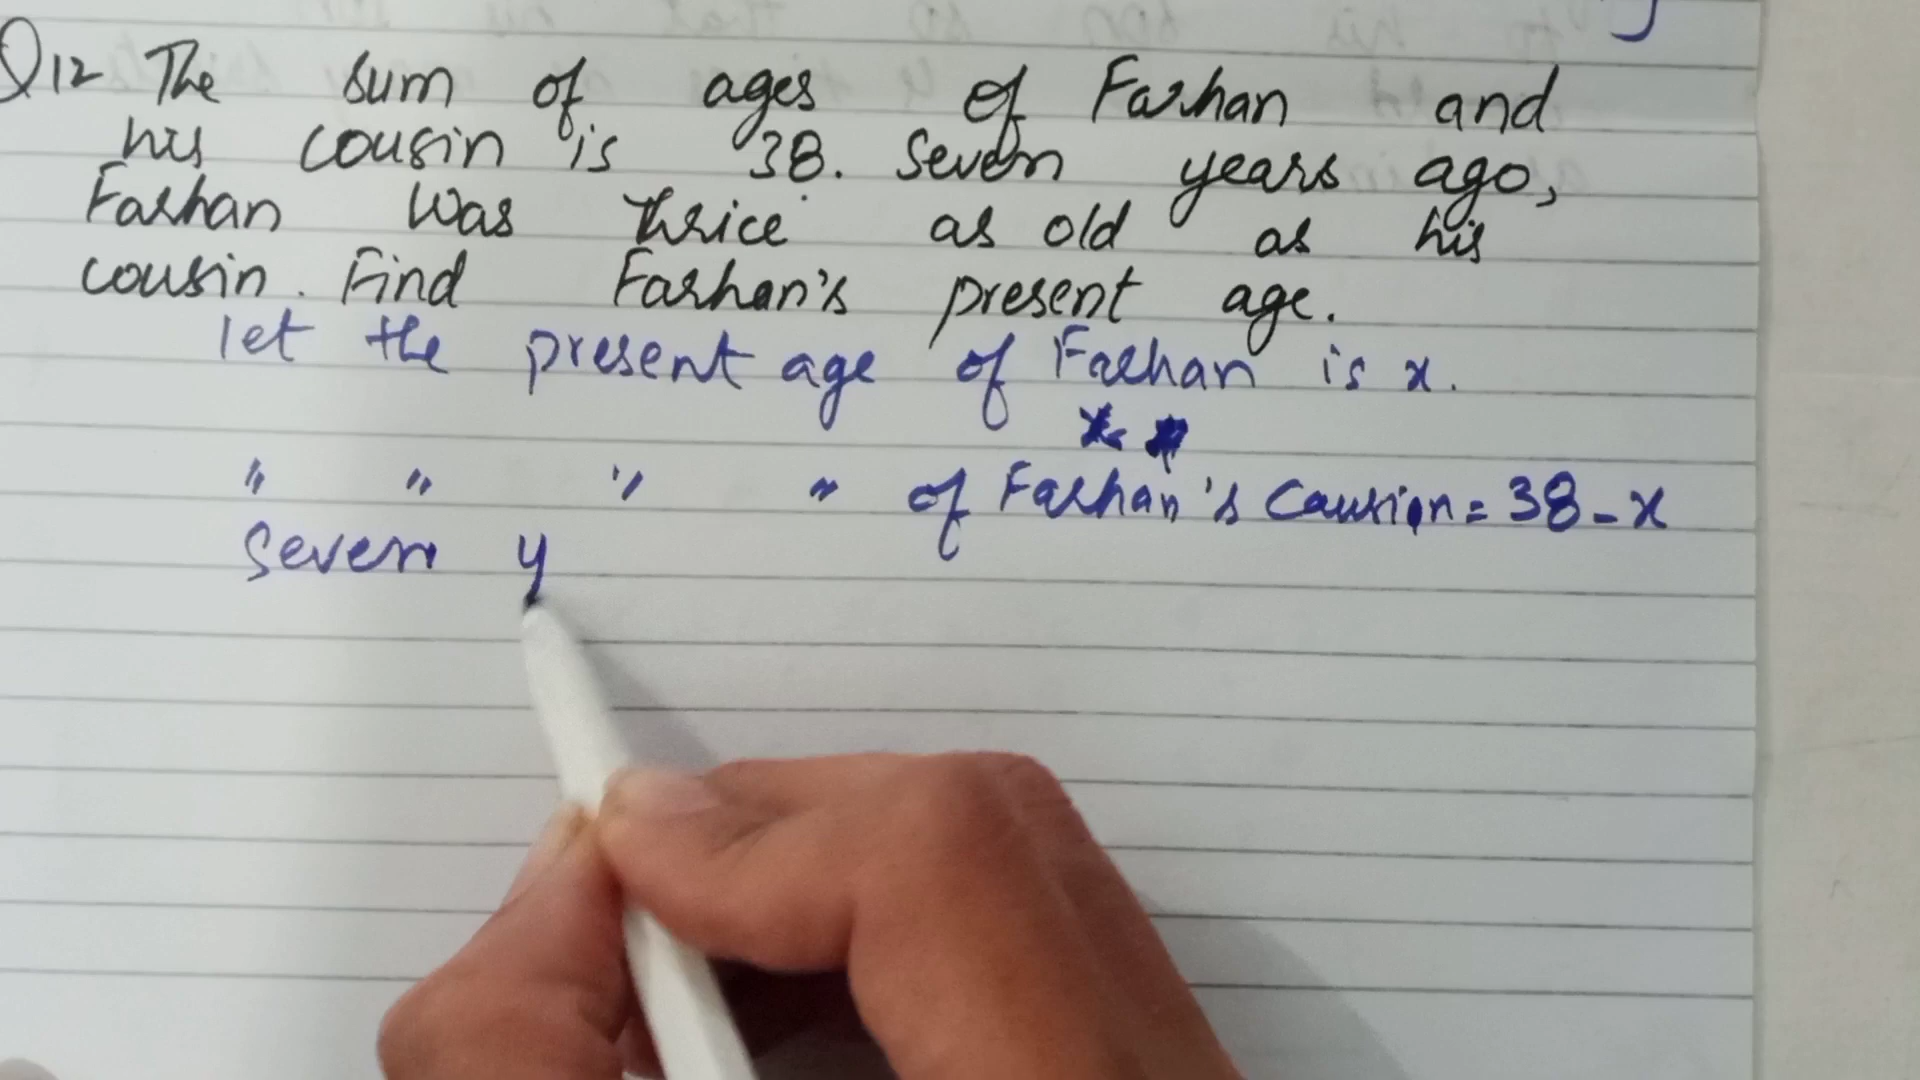 Q12 The sum of ages of Farhan and
his cousin is 38. Seven years ago,
Farhan was thrice as old as his
cousin. Find Farhan's present age.
let the present age of Farhan is x.
" " " " of Farhan's Causion = 38 - x
Seven y